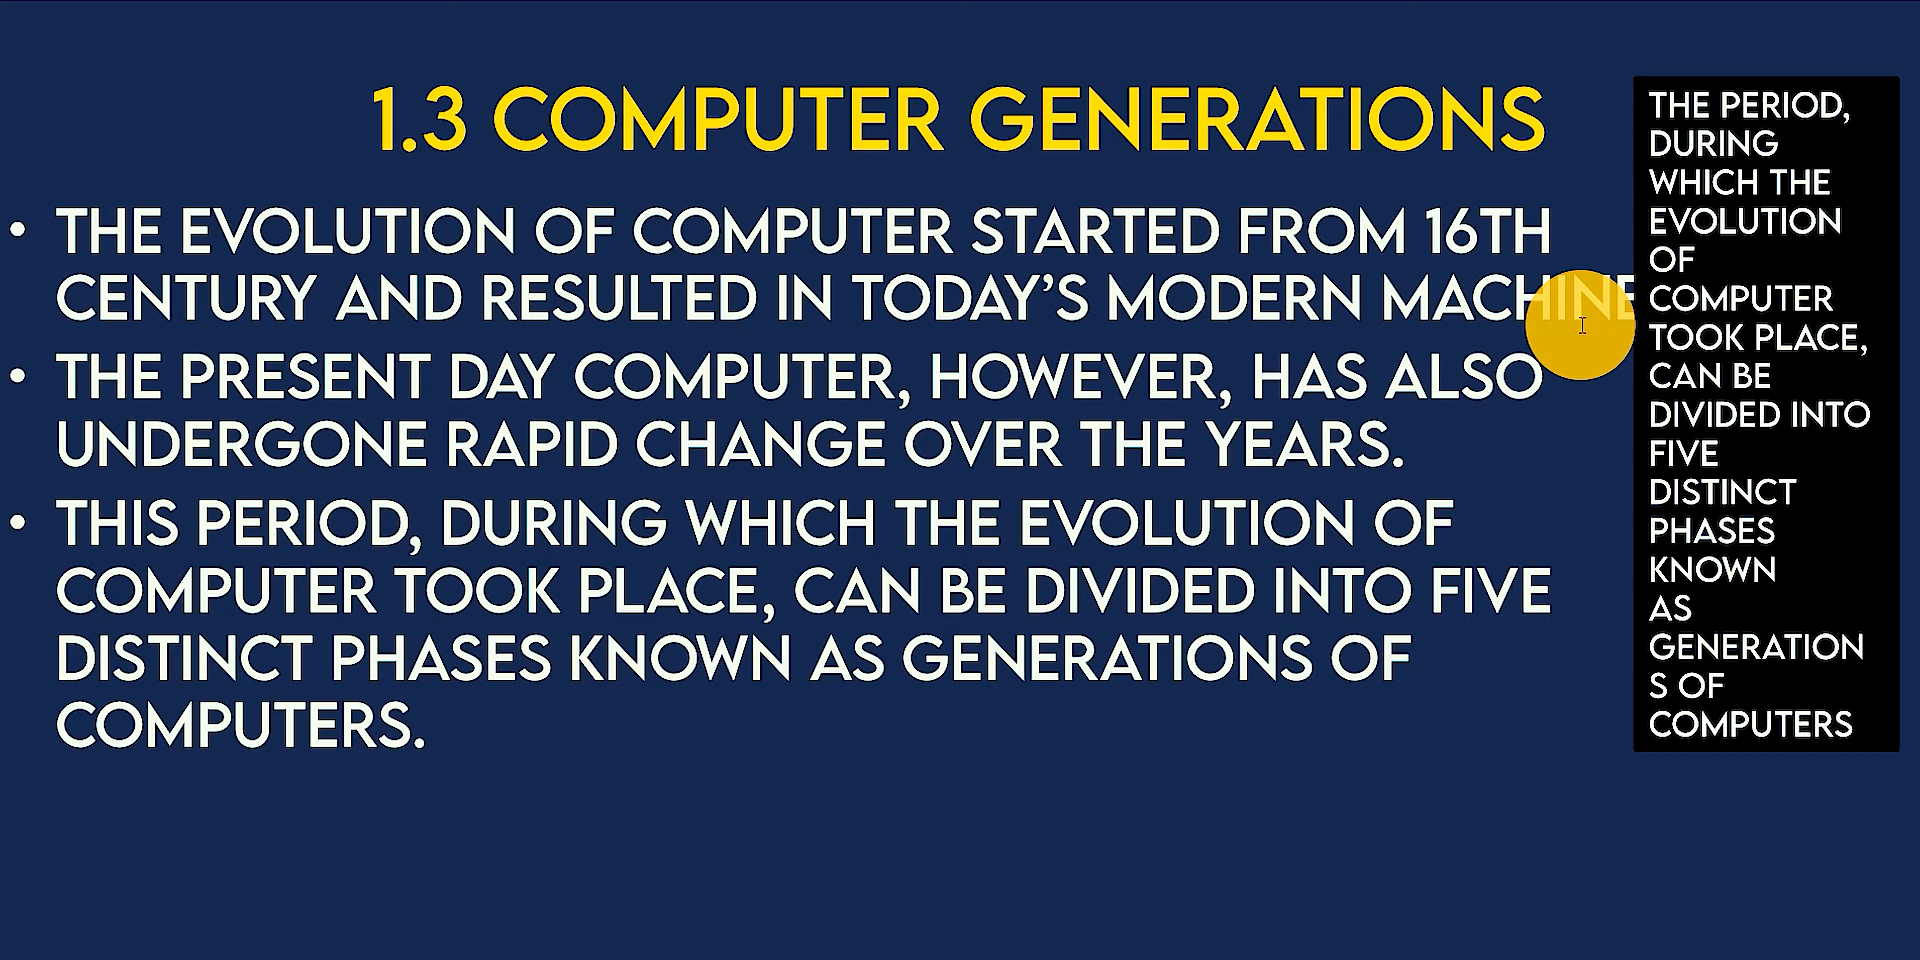 1.3 COMPUTER GENERATIONS
• THE EVOLUTION OF COMPUTER STARTED FROM 16TH
CENTURY AND RESULTED IN TODAY’S MODERN MACHINE
• THE PRESENT DAY COMPUTER, HOWEVER, HAS ALSO
UNDERGONE RAPID CHANGE OVER THE YEARS.
• THIS PERIOD, DURING WHICH THE EVOLUTION OF
COMPUTER TOOK PLACE, CAN BE DIVIDED INTO FIVE
DISTINCT PHASES KNOWN AS GENERATIONS OF
COMPUTERS.
THE PERIOD,
DURING
WHICH THE
EVOLUTION
OF
COMPUTER
TOOK PLACE,
CAN BE
DIVIDED INTO
FIVE
DISTINCT
PHASES
KNOWN
AS
GENERATION
S OF
COMPUTERS